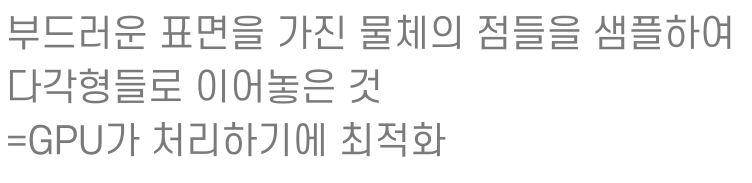 부드러운 표면을 가진 물체의 점들을 샘플하여
다각형들로 이어놓은 것
=GPU가 처리하기에 최적화